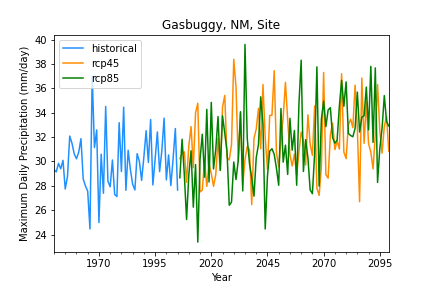 Gasbuggy, NM, Site
Maximum Daily Precipitation (mm/day)
40
38
36
34
32
30
28
26
24
historical
rcp45
rcp85
1970
1995
2020
2045
2070
2095
Year